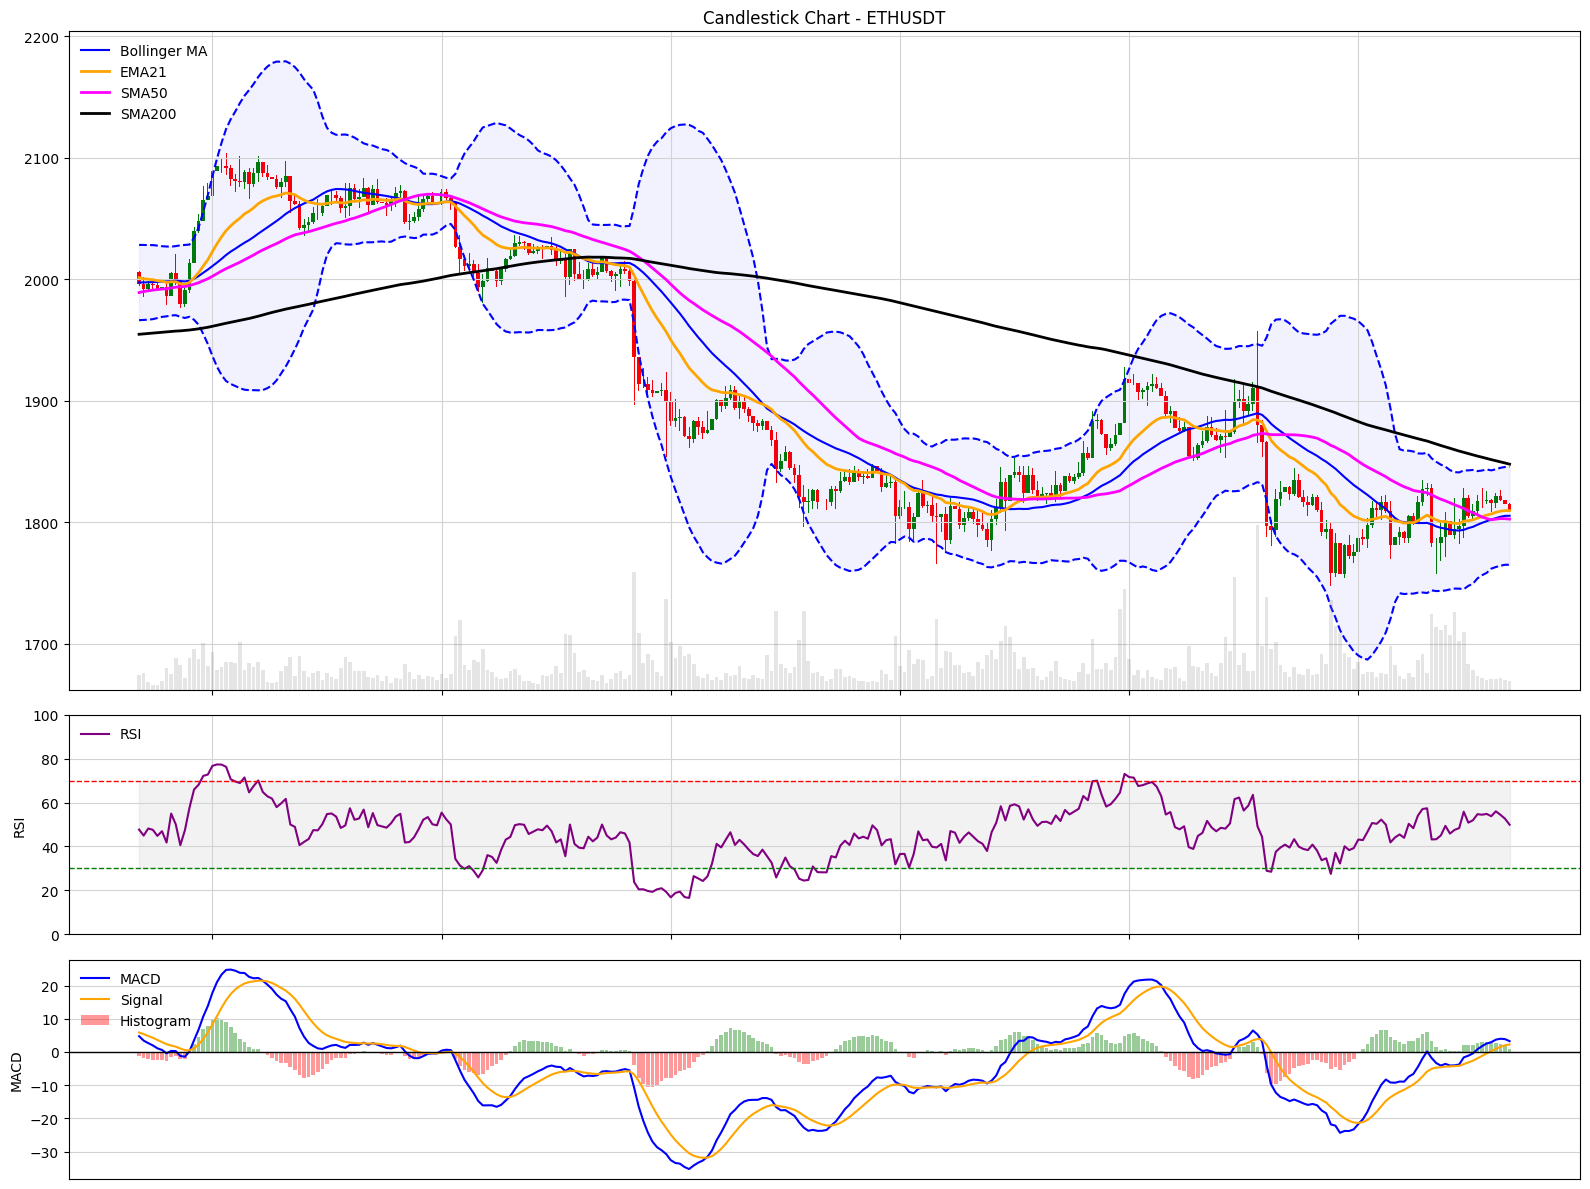 Candlestick Chart - ETHUSDT
2200
Bollinger MA
EMA21
SMA50
SMA200
2100
2000
1900
1800
1700
100
RSI
80
60
RSI
40
20
0
MACD
20
Signal
10
Histogram
0
MACD
−10
−20
−30